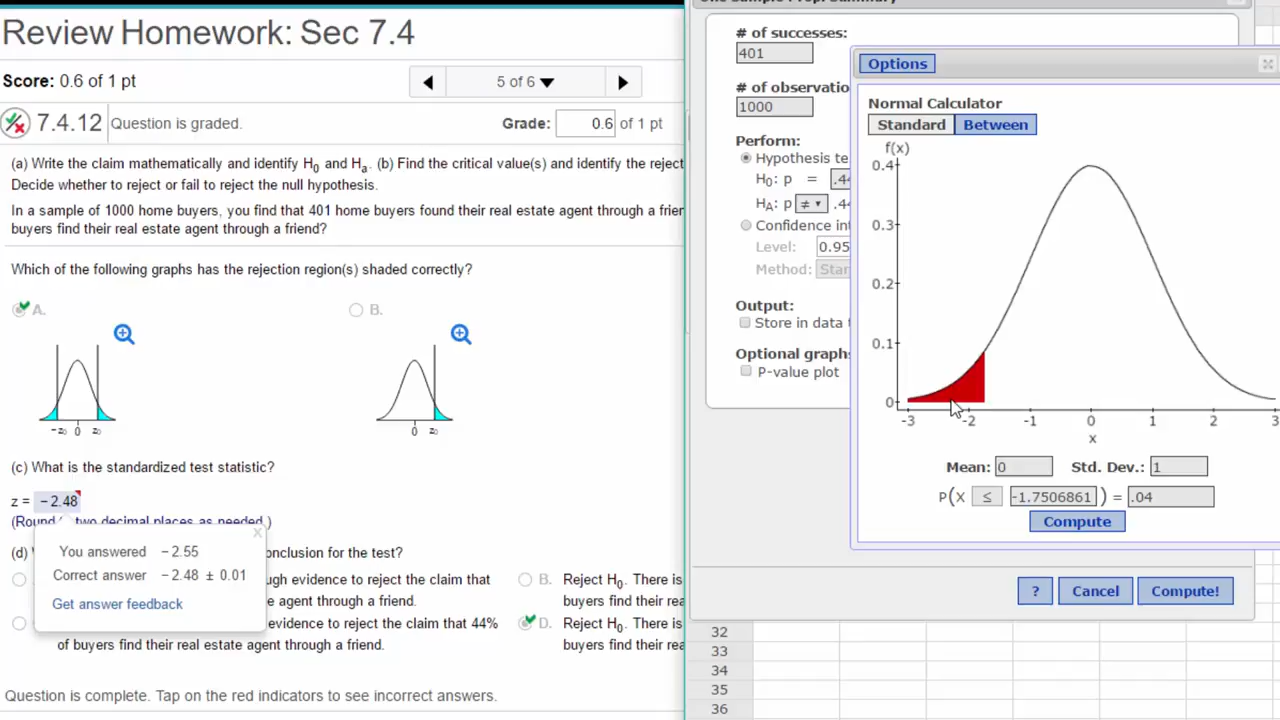 Review Homework: Sec 7.4
Score: 0.6 of 1 pt
5 of 6
7.4.12
Question is graded.
Grade: 0.6 of 1 pt
(a) Write the claim mathematically and identify H0 and Ha. (b) Find the critical value(s) and identify the reject
Decide whether to reject or fail to reject the null hypothesis.
In a sample of 1000 home buyers, you find that 401 home buyers found their real estate agent through a frier
buyers find their real estate agent through a friend?
Which of the following graphs has the rejection region(s) shaded correctly?
A.
B.
-z0 0 z0
0 z0
(c) What is the standardized test statistic?
z = -2.48
(Round to two decimal places as needed.)
(d) onclusion for the test?
You answered -2.55
Correct answer -2.48 ± 0.01
Get answer feedback
ugh evidence to reject the claim that
e agent through a friend.
B. Reject H0. There is
buyers find their rea
evidence to reject the claim that 44%
of buyers find their real estate agent through a friend.
D. Reject H0. There is
buyers find their rea
Question is complete. Tap on the red indicators to see incorrect answers.
# of successes:
401
# of observatio
1000
Perform:
Hypothesis te
H0: p = .44
HA: p ≠ .44
Confidence int
Level: 0.95
Method: Stan
Output:
Store in data t
Optional graphs
P-value plot
? Cancel Compute!
Options
Normal Calculator
Standard Between
f(x)
0.4
0.3
0.2
0.1
0
-3 -2 -1 0 1 2 3
x
Mean: 0 Std. Dev.: 1
P(X ≤ -1.7506861 ) = .04
Compute
32
33
34
35
36